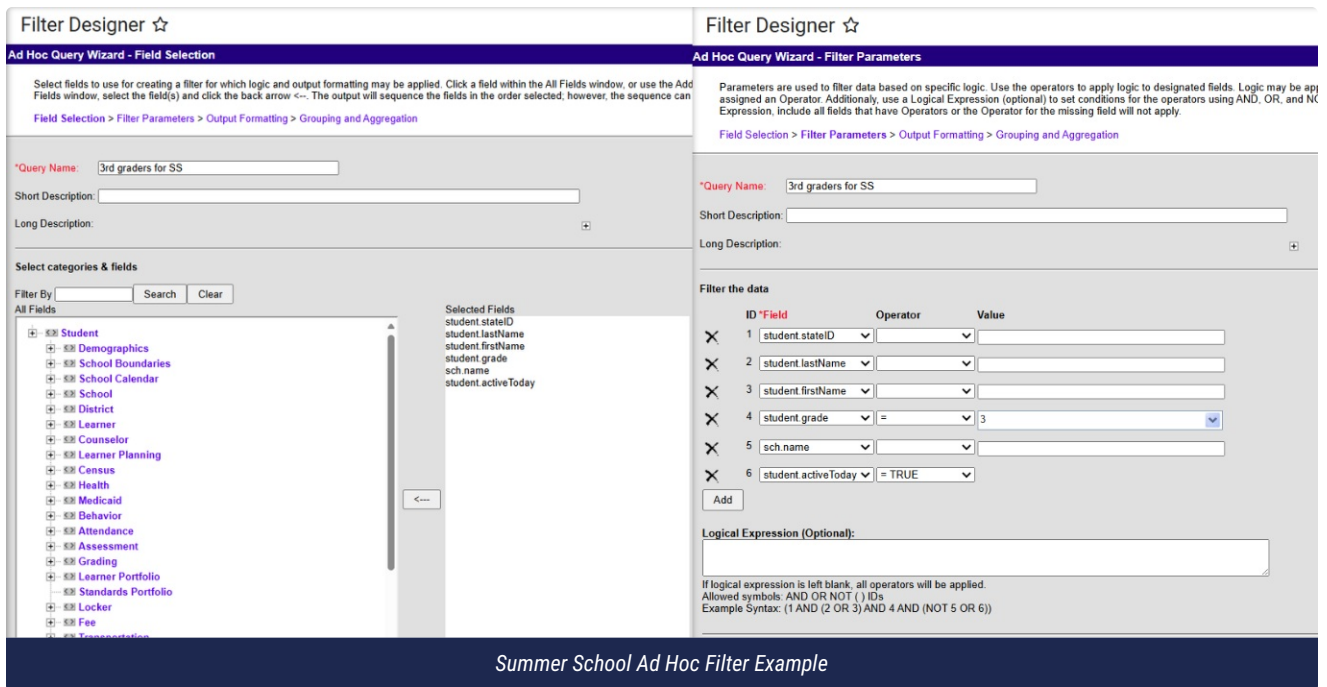 Filter Designer ☆
Ad Hoc Query Wizard - Field Selection
Select fields to use for creating a filter for which logic and output formatting may be applied. Click a field within the All Fields window, or use the Add
Fields window, select the field(s) and click the back arrow <--. The output will sequence the fields in the order selected; however, the sequence can
Field Selection > Filter Parameters > Output Formatting > Grouping and Aggregation
*Query Name: 3rd graders for SS
Short Description:
Long Description:
Select categories & fields
Filter By Search Clear
All Fields
Student
Demographics
School Boundaries
School Calendar
School
District
Learner
Counselor
Learner Planning
Census
Health
Medicaid
Behavior
Attendance
Assessment
Grading
Learner Portfolio
Standards Portfolio
Locker
Fee
Transportation
<---
Selected Fields
student.stateID
student.lastName
student.firstName
student.grade
sch.name
student.activeToday
Filter Designer ☆
Ad Hoc Query Wizard - Filter Parameters
Parameters are used to filter data based on specific logic. Use the operators to apply logic to designated fields. Logic may be app
assigned an Operator. Additionaly, use a Logical Expression (optional) to set conditions for the operators using AND, OR, and NO
Expression, include all fields that have Operators or the Operator for the missing field will not apply.
Field Selection > Filter Parameters > Output Formatting > Grouping and Aggregation
*Query Name: 3rd graders for SS
Short Description:
Long Description:
Filter the data
ID *Field Operator Value
1 student.stateID
2 student.lastName
3 student.firstName
4 student.grade = 3
5 sch.name
6 student.activeToday = TRUE
Add
Logical Expression (Optional):
If logical expression is left blank, all operators will be applied.
Allowed symbols: AND OR NOT ( ) IDs
Example Syntax: (1 AND (2 OR 3) AND 4 AND (NOT 5 OR 6))
Summer School Ad Hoc Filter Example